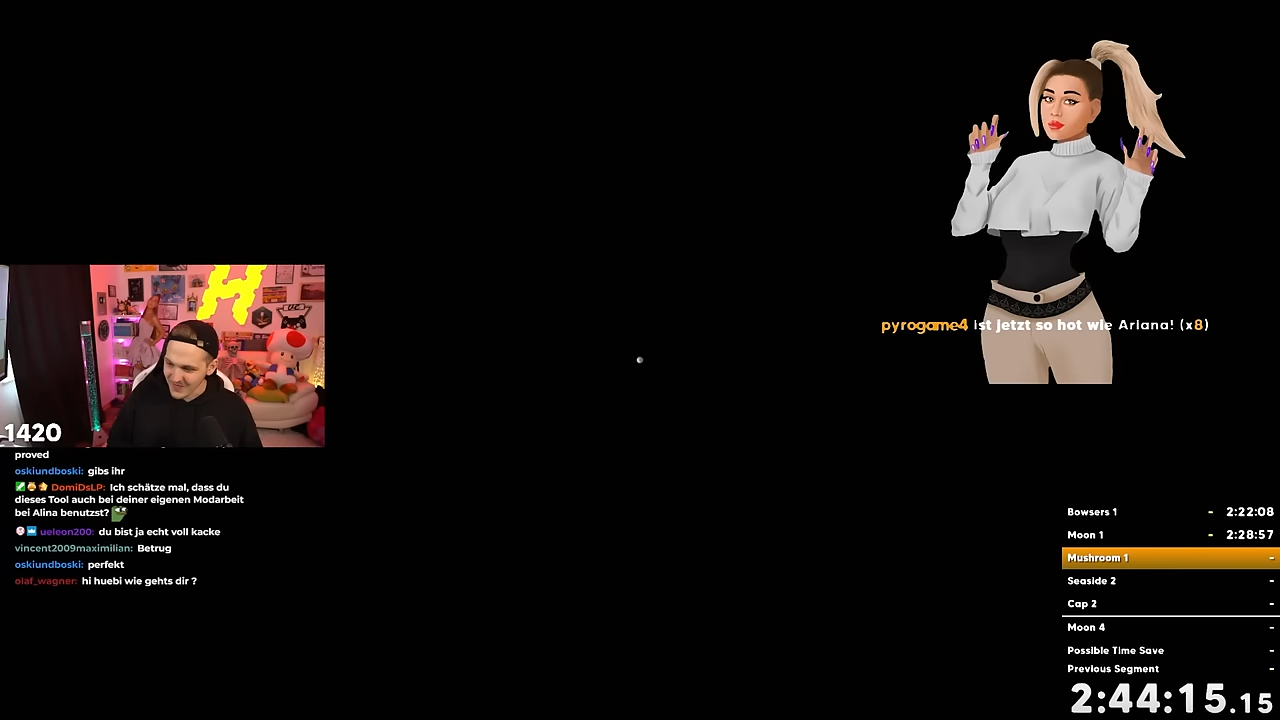 pyrogame4 ist jetzt so hot wie Ariana! (x8)
H
1420
proved
oskiundboski: gibs ihr
DomiDsLP: Ich schätze mal, dass du
dieses Tool auch bei deiner eigenen Modarbeit
bei Alina benutzst?
ueleon200: du bist ja echt voll kacke
vincent2009maximilian: Betrug
oskiundboski: perfekt
olaf_wagner: hi huebi wie gehts dir ?
Bowsers 1 - 2:22:08
Moon 1 - 2:28:57
Mushroom 1 -
Seaside 2 -
Cap 2 -
Moon 4 -
Possible Time Save -
Previous Segment -
2:44:15.15